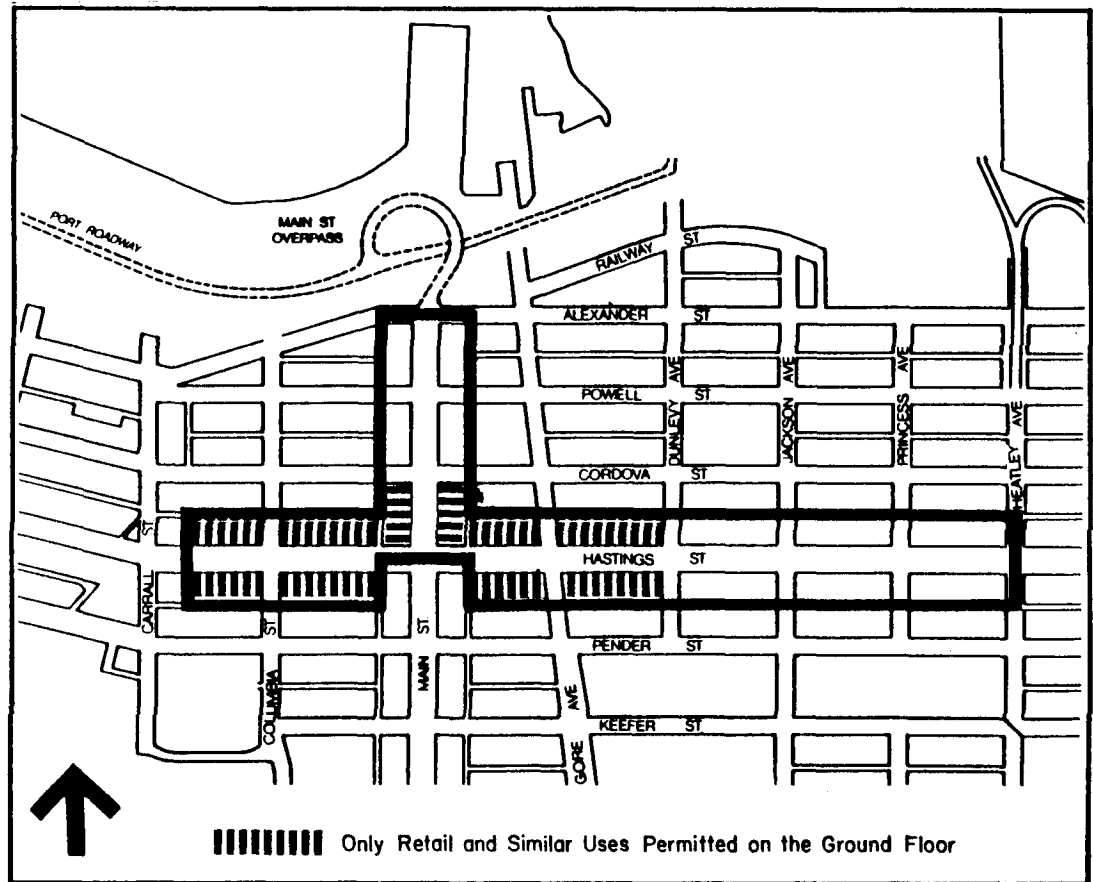 PORT ROADWAY
MAIN ST
OVERPASS
RAILWAY ST
ALEXANDER ST
POWELL ST
DUNLEVY AVE
JACKSON AVE
PRINCESS AVE
HEATLEY AVE
CORDOVA ST
HASTINGS ST
CARRALL ST
COLUMBIA ST
MAIN ST
PENDER ST
GORE AVE
KEEFER ST
Only Retail and Similar Uses Permitted on the Ground Floor